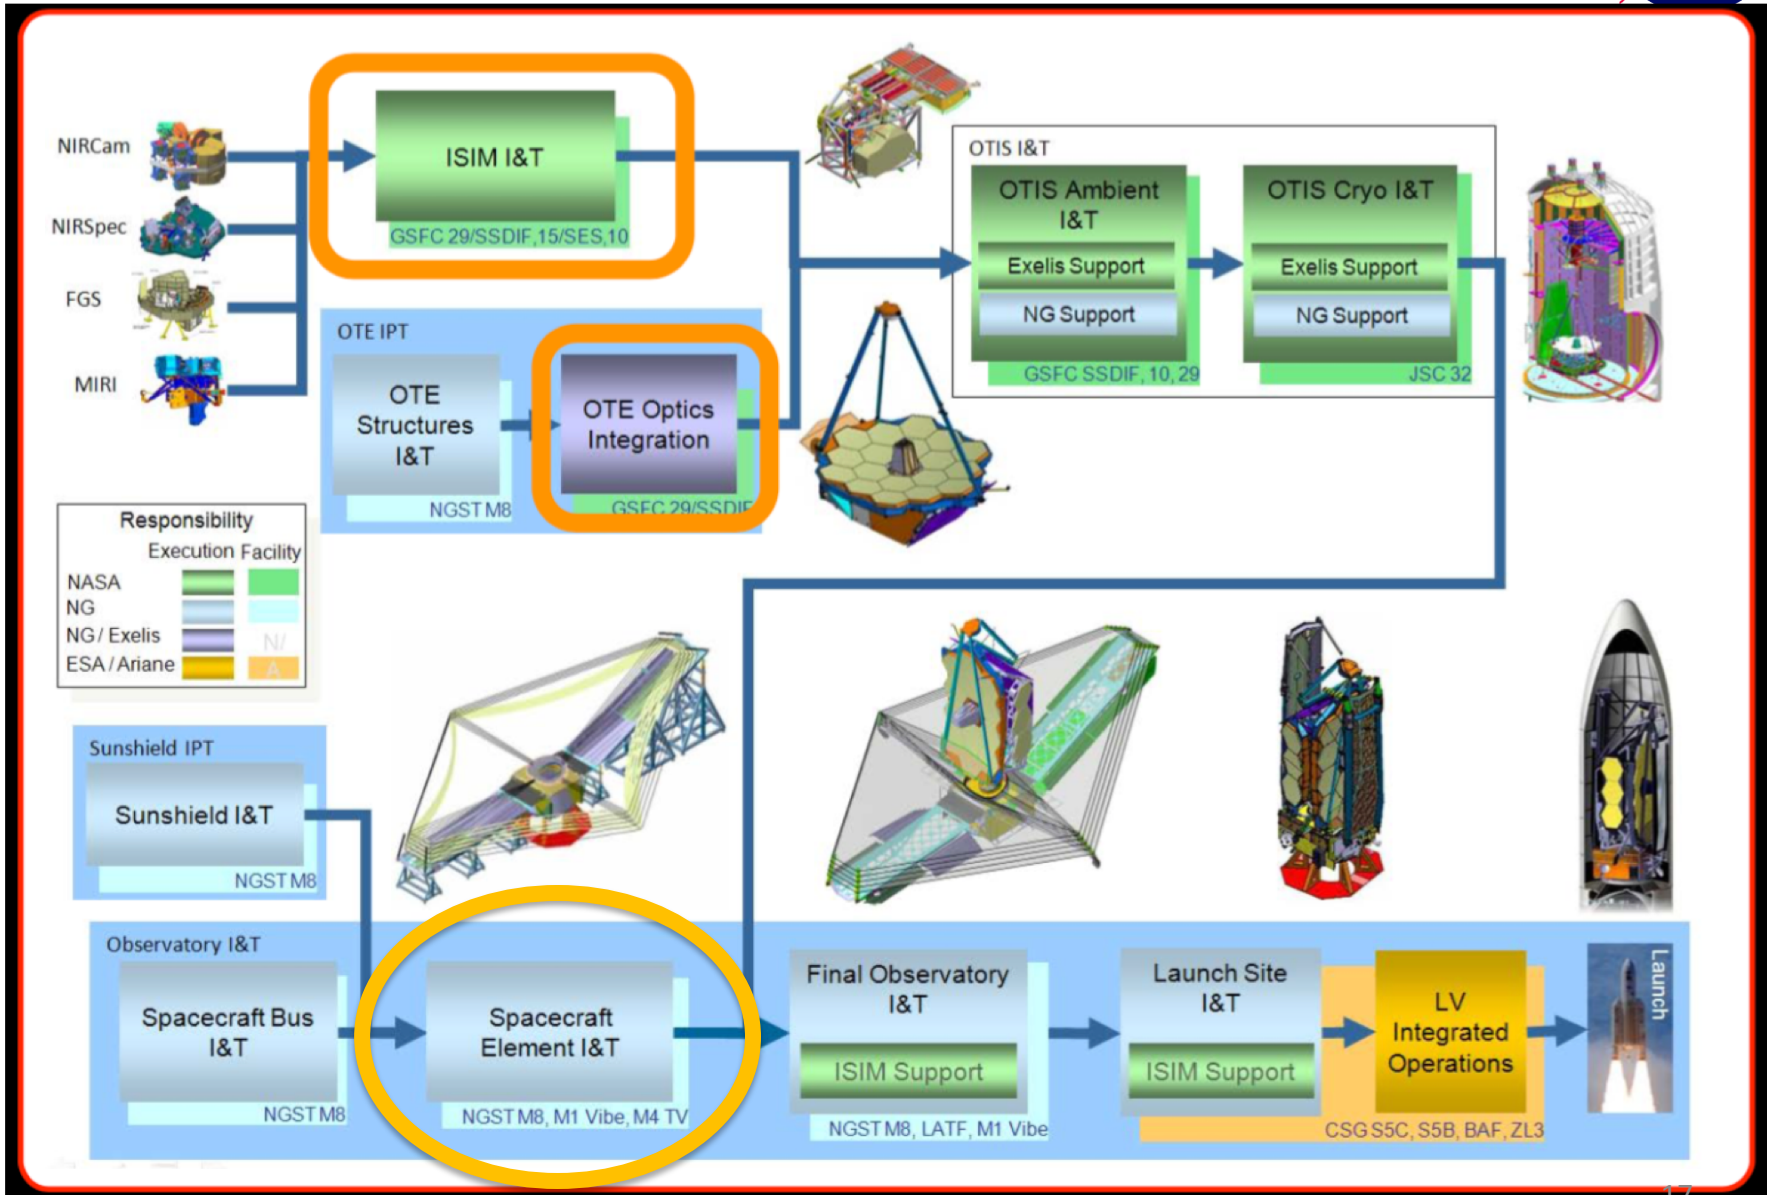 NIRCam
NIRSpec
FGS
MIRI
ISIM I&T
GSFC 29/SSDIF,15/SES,10
OTE IPT
OTE
Structures
I&T
NGST M8
OTE Optics
Integration
GSFC 29/SSDIF
OTIS I&T
OTIS Ambient
I&T
Exelis Support
NG Support
GSFC SSDIF, 10, 29
OTIS Cryo I&T
Exelis Support
NG Support
JSC 32
Responsibility
Execution Facility
NASA
NG
NG / Exelis N/
ESA / Ariane A
Sunshield IPT
Sunshield I&T
NGST M8
Observatory I&T
Spacecraft Bus
I&T
NGST M8
Spacecraft
Element I&T
NGST M8, M1 Vibe, M4 TV
Final Observatory
I&T
ISIM Support
NGST M8, LATF, M1 Vibe
Launch Site
I&T
ISIM Support
LV
Integrated
Operations
CSG S5C, S5B, BAF, ZL3
Launch
17